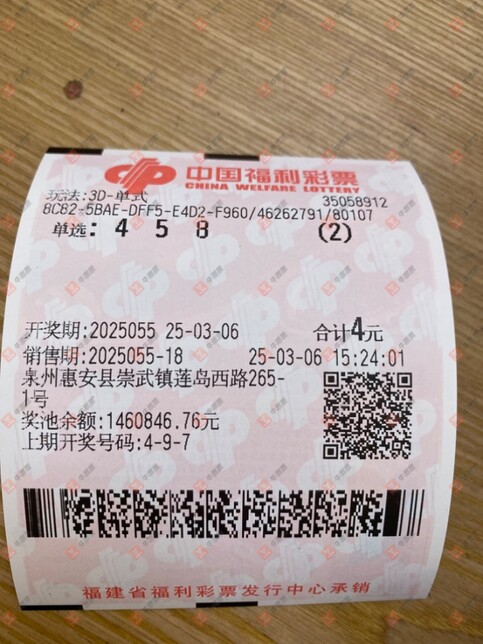 中国福利彩票
CHINA WELFARE LOTTERY
玩法:3D-单式 35058912
8C82-5BAE-DFF5-E4D2-F960/46262791/80107
单选: 4 5 8 (2)
开奖期:2025055 25-03-06 合计4元
销售期:2025055-18 25-03-06 15:24:01
泉州惠安县崇武镇莲岛西路265-
1号
奖池余额:1460846.76元
上期开奖号码:4-9-7
福建省福利彩票发行中心承销